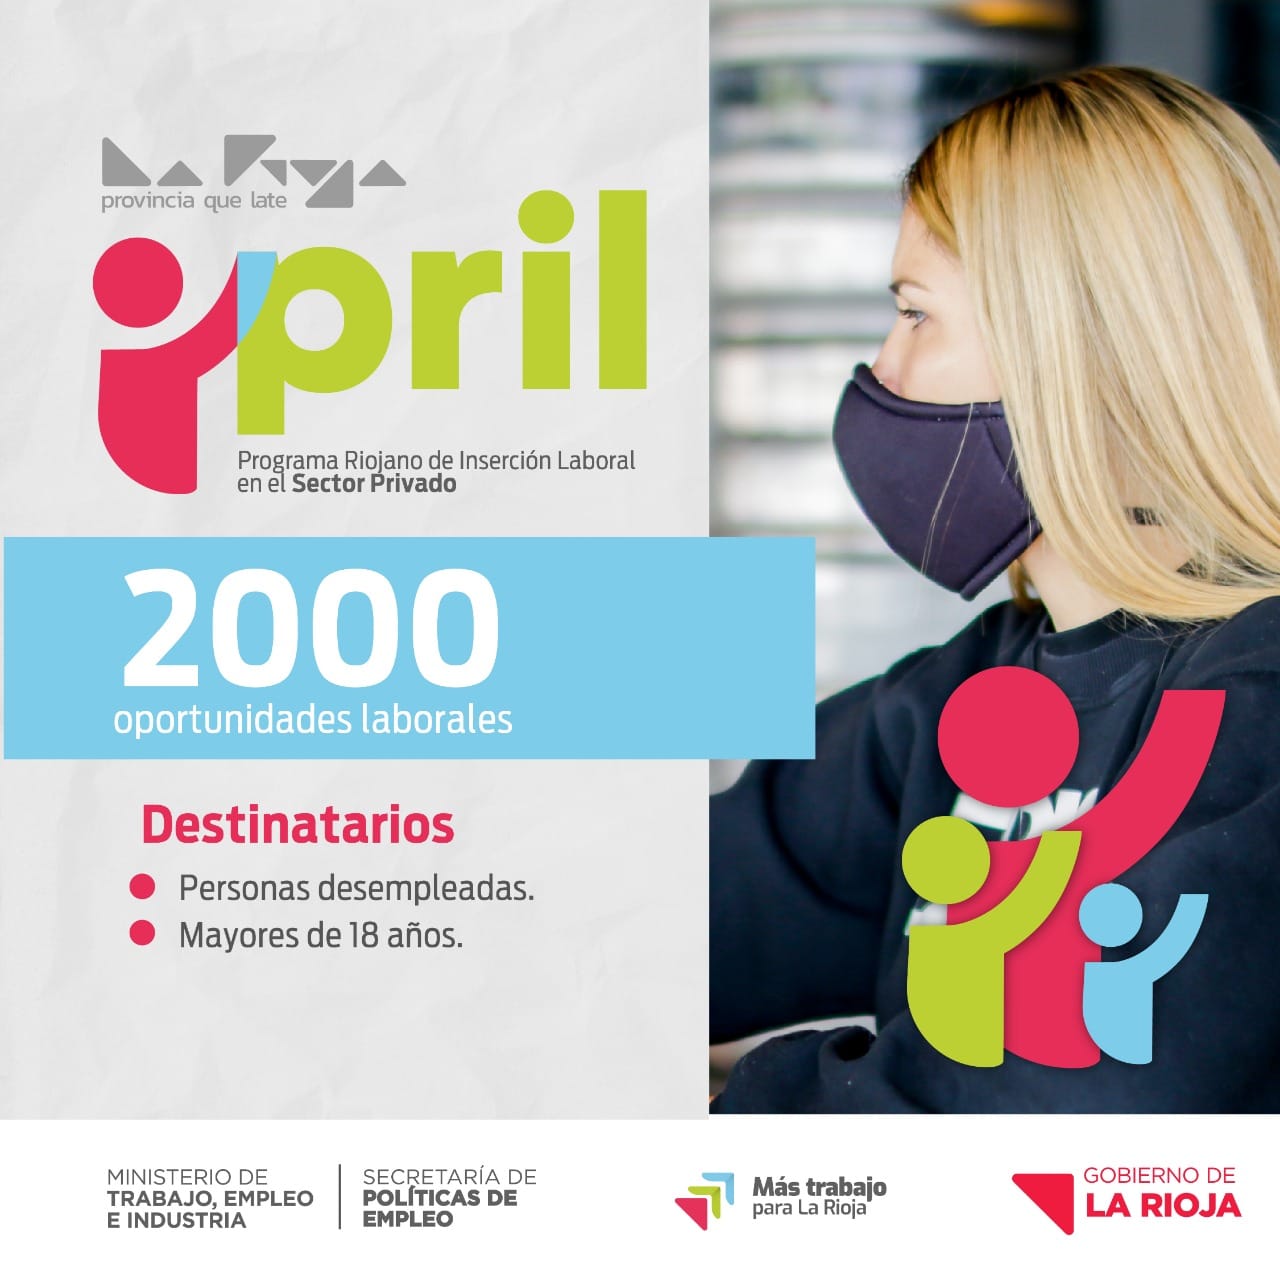 La Rioja
provincia que late
pril
Programa Riojano de Inserción Laboral
en el Sector Privado
2000
oportunidades laborales
Destinatarios
Personas desempleadas.
Mayores de 18 años.
MINISTERIO DE
TRABAJO, EMPLEO
E INDUSTRIA
SECRETARÍA DE
POLÍTICAS DE
EMPLEO
Más trabajo
para La Rioja
GOBIERNO DE
LA RIOJA